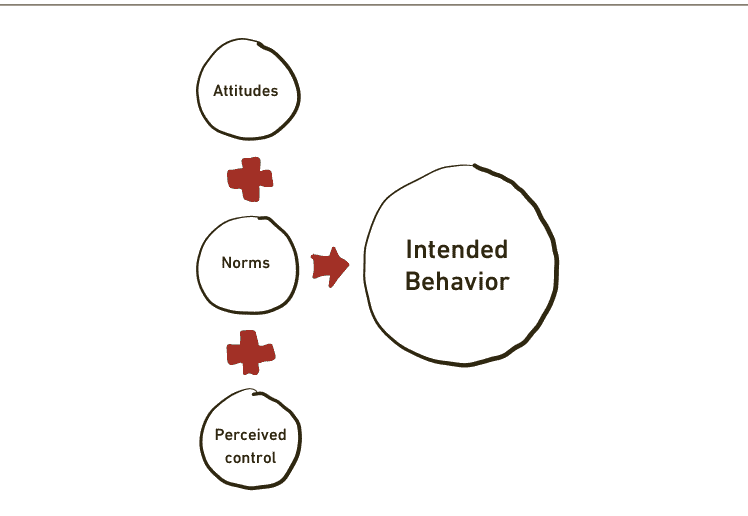 Attitudes
Norms
Perceived
control
Intended
Behavior